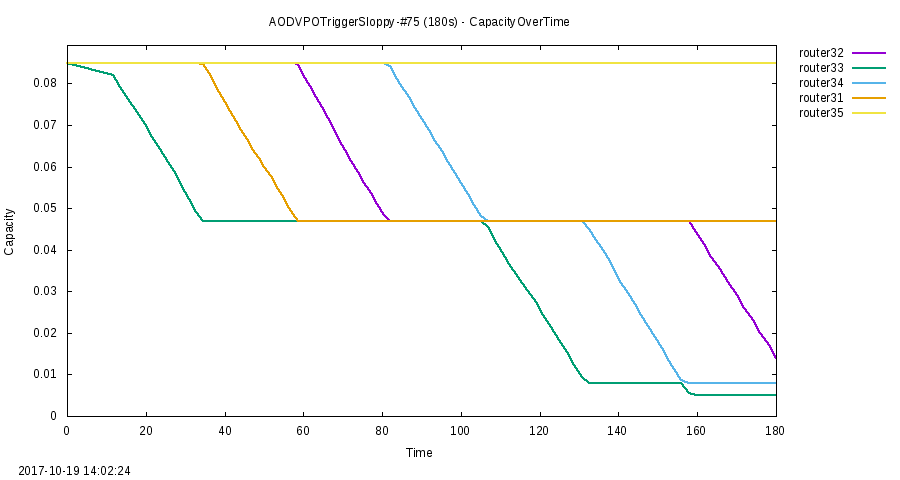 AODVPOTriggerSloppy-#75 (180s) - CapacityOverTime
router32
router33
router34
router31
router35
Capacity
0.08
0.07
0.06
0.05
0.04
0.03
0.02
0.01
0
0 20 40 60 80 100 120 140 160 180
Time
2017-10-19 14:02:24